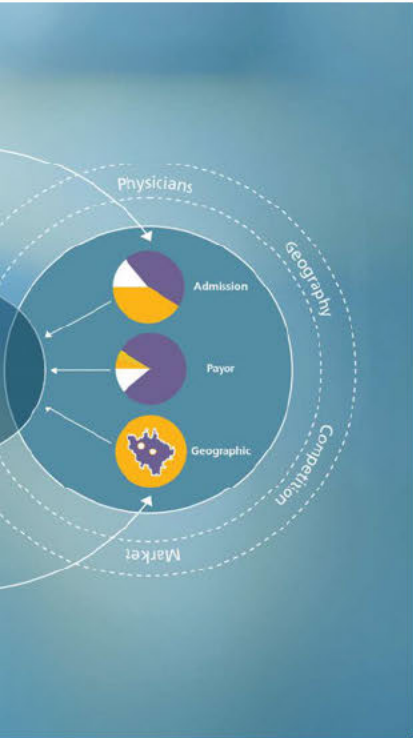 Physicians
Geography
Admission
Payor
Geographic
Competition
Market